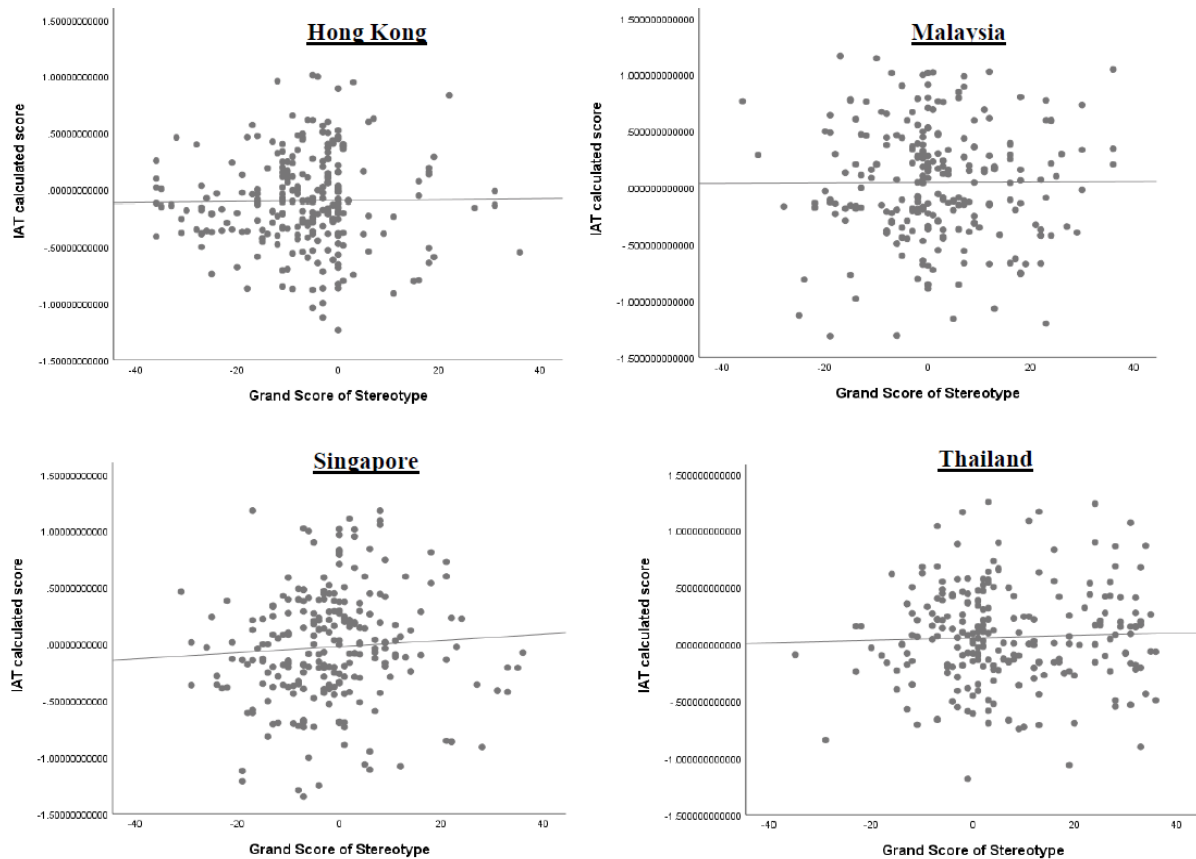 Hong Kong
1.50000000000
1.00000000000
.50000000000
.00000000000
-.50000000000
-1.00000000000
-1.50000000000
IAT calculated score
-40 -20 0 20 40
Grand Score of Stereotype
Malaysia
1.500000000000
1.000000000000
.500000000000
.000000000000
-.500000000000
-1.000000000000
-1.500000000000
IAT calculated score
-40 -20 0 20 40
Grand Score of Stereotype
Singapore
1.50000000000
1.00000000000
.50000000000
.00000000000
-.50000000000
-1.00000000000
-1.50000000000
IAT calculated score
-40 -20 0 20 40
Grand Score of Stereotype
Thailand
1.500000000000
1.000000000000
.500000000000
.000000000000
-.500000000000
-1.000000000000
-1.500000000000
IAT calculated score
-40 -20 0 20 40
Grand Score of Stereotype